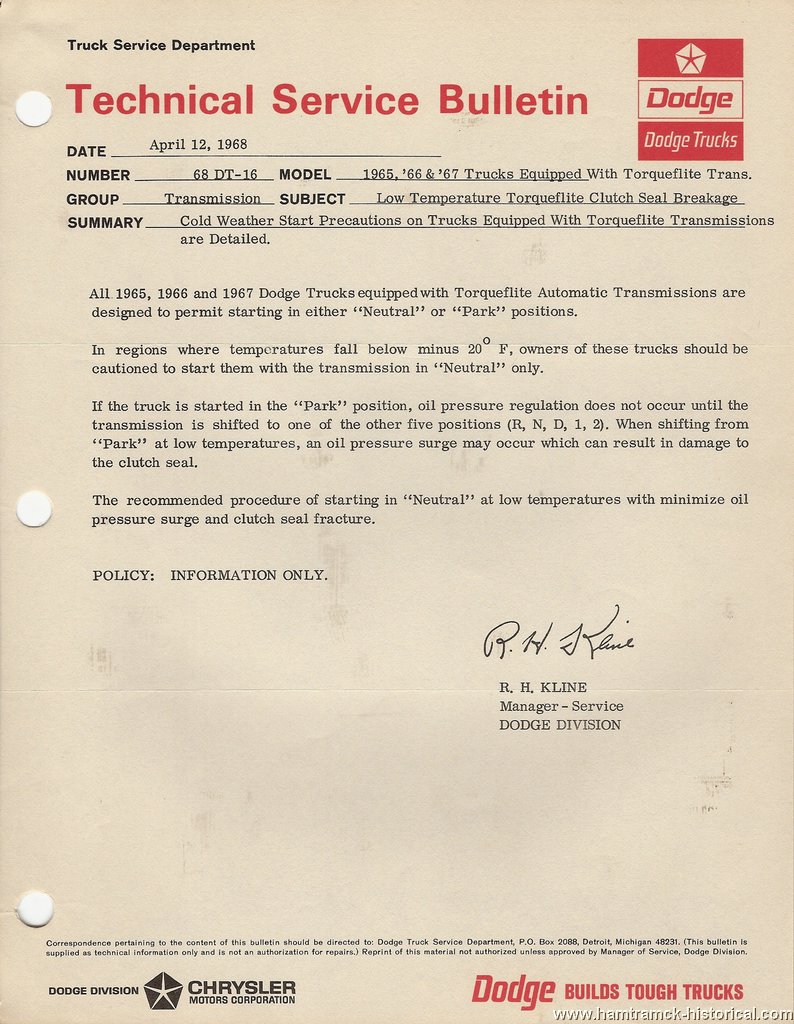 Truck Service Department
Technical Service Bulletin
Dodge
Dodge Trucks
DATE April 12, 1968
NUMBER 68 DT-16 MODEL 1965, '66 & '67 Trucks Equipped With Torqueflite Trans.
GROUP Transmission SUBJECT Low Temperature Torqueflite Clutch Seal Breakage
SUMMARY Cold Weather Start Precautions on Trucks Equipped With Torqueflite Transmissions
are Detailed.
All 1965, 1966 and 1967 Dodge Trucks equipped with Torqueflite Automatic Transmissions are
designed to permit starting in either "Neutral" or "Park" positions.
In regions where temperatures fall below minus 20° F, owners of these trucks should be
cautioned to start them with the transmission in "Neutral" only.
If the truck is started in the "Park" position, oil pressure regulation does not occur until the
transmission is shifted to one of the other five positions (R, N, D, 1, 2). When shifting from
"Park" at low temperatures, an oil pressure surge may occur which can result in damage to
the clutch seal.
The recommended procedure of starting in "Neutral" at low temperatures with minimize oil
pressure surge and clutch seal fracture.
POLICY: INFORMATION ONLY.
R. H. Kline
R. H. KLINE
Manager - Service
DODGE DIVISION
Correspondence pertaining to the content of this bulletin should be directed to: Dodge Truck Service Department, P.O. Box 2088, Detroit, Michigan 48231. (This bulletin is
supplied as technical information only and is not an authorization for repairs.) Reprint of this material not authorized unless approved by Manager of Service, Dodge Division.
DODGE DIVISION CHRYSLER
MOTORS CORPORATION
Dodge BUILDS TOUGH TRUCKS
www.hamtramck-historical.com